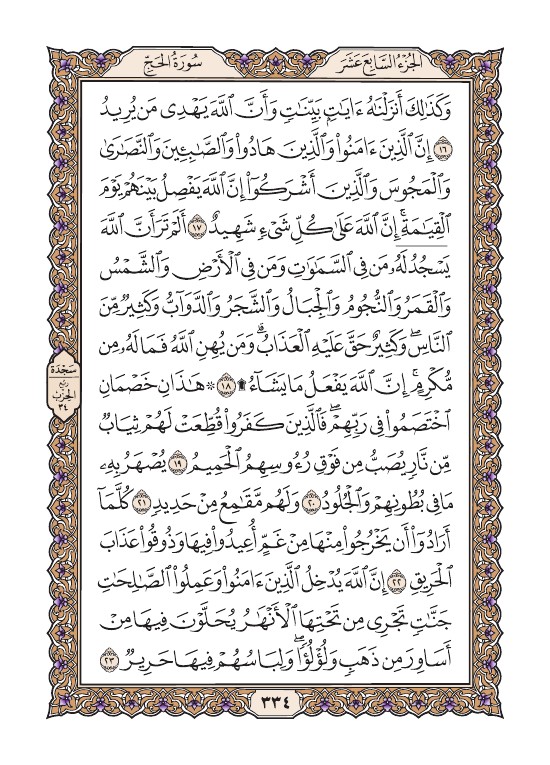 الجزء السابع عشر
سورة الحج
وَكَذَٰلِكَ أَنزَلْنَٰهُ ءَايَٰتٍۭ بَيِّنَٰتٍ وَأَنَّ ٱللَّهَ يَهْدِى مَن يُرِيدُ
١٦ إِنَّ ٱلَّذِينَ ءَامَنُوا۟ وَٱلَّذِينَ هَادُوا۟ وَٱلصَّٰبِـِٔينَ وَٱلنَّصَٰرَىٰ
وَٱلْمَجُوسَ وَٱلَّذِينَ أَشْرَكُوٓا۟ إِنَّ ٱللَّهَ يَفْصِلُ بَيْنَهُمْ يَوْمَ
ٱلْقِيَٰمَةِ ۚ إِنَّ ٱللَّهَ عَلَىٰ كُلِّ شَىْءٍ شَهِيدٌ ١٧ أَلَمْ تَرَ أَنَّ ٱللَّهَ
يَسْجُدُ لَهُۥ مَن فِى ٱلسَّمَٰوَٰتِ وَمَن فِى ٱلْأَرْضِ وَٱلشَّمْسُ
وَٱلْقَمَرُ وَٱلنُّجُومُ وَٱلْجِبَالُ وَٱلشَّجَرُ وَٱلدَّوَآبُّ وَكَثِيرٌ مِّنَ
ٱلنَّاسِ ۖ وَكَثِيرٌ حَقَّ عَلَيْهِ ٱلْعَذَابُ ۗ وَمَن يُهِنِ ٱللَّهُ فَمَا لَهُۥ مِن
مُّكْرِمٍ ۚ إِنَّ ٱللَّهَ يَفْعَلُ مَا يَشَآءُ ۩ ١٨ ۞ هَٰذَانِ خَصْمَانِ
ٱخْتَصَمُوا۟ فِى رَبِّهِمْ ۖ فَٱلَّذِينَ كَفَرُوا۟ قُطِّعَتْ لَهُمْ ثِيَابٌ
مِّن نَّارٍ يُصَبُّ مِن فَوْقِ رُءُوسِهِمُ ٱلْحَمِيمُ ١٩ يُصْهَرُ بِهِۦ
مَا فِى بُطُونِهِمْ وَٱلْجُلُودُ ٢٠ وَلَهُم مَّقَٰمِعُ مِنْ حَدِيدٍ ٢١ كُلَّمَآ
أَرَادُوٓا۟ أَن يَخْرُجُوا۟ مِنْهَا مِنْ غَمٍّ أُعِيدُوا۟ فِيهَا وَذُوقُوا۟ عَذَابَ
ٱلْحَرِيقِ ٢٢ إِنَّ ٱللَّهَ يُدْخِلُ ٱلَّذِينَ ءَامَنُوا۟ وَعَمِلُوا۟ ٱلصَّٰلِحَٰتِ
جَنَّٰتٍ تَجْرِى مِن تَحْتِهَا ٱلْأَنْهَٰرُ يُحَلَّوْنَ فِيهَا مِنْ
أَسَاوِرَ مِن ذَهَبٍ وَلُؤْلُؤًا ۖ وَلِبَاسُهُمْ فِيهَا حَرِيرٌ ٢٣
سجدة
ربع
الحزب
٣٤
٣٣٤